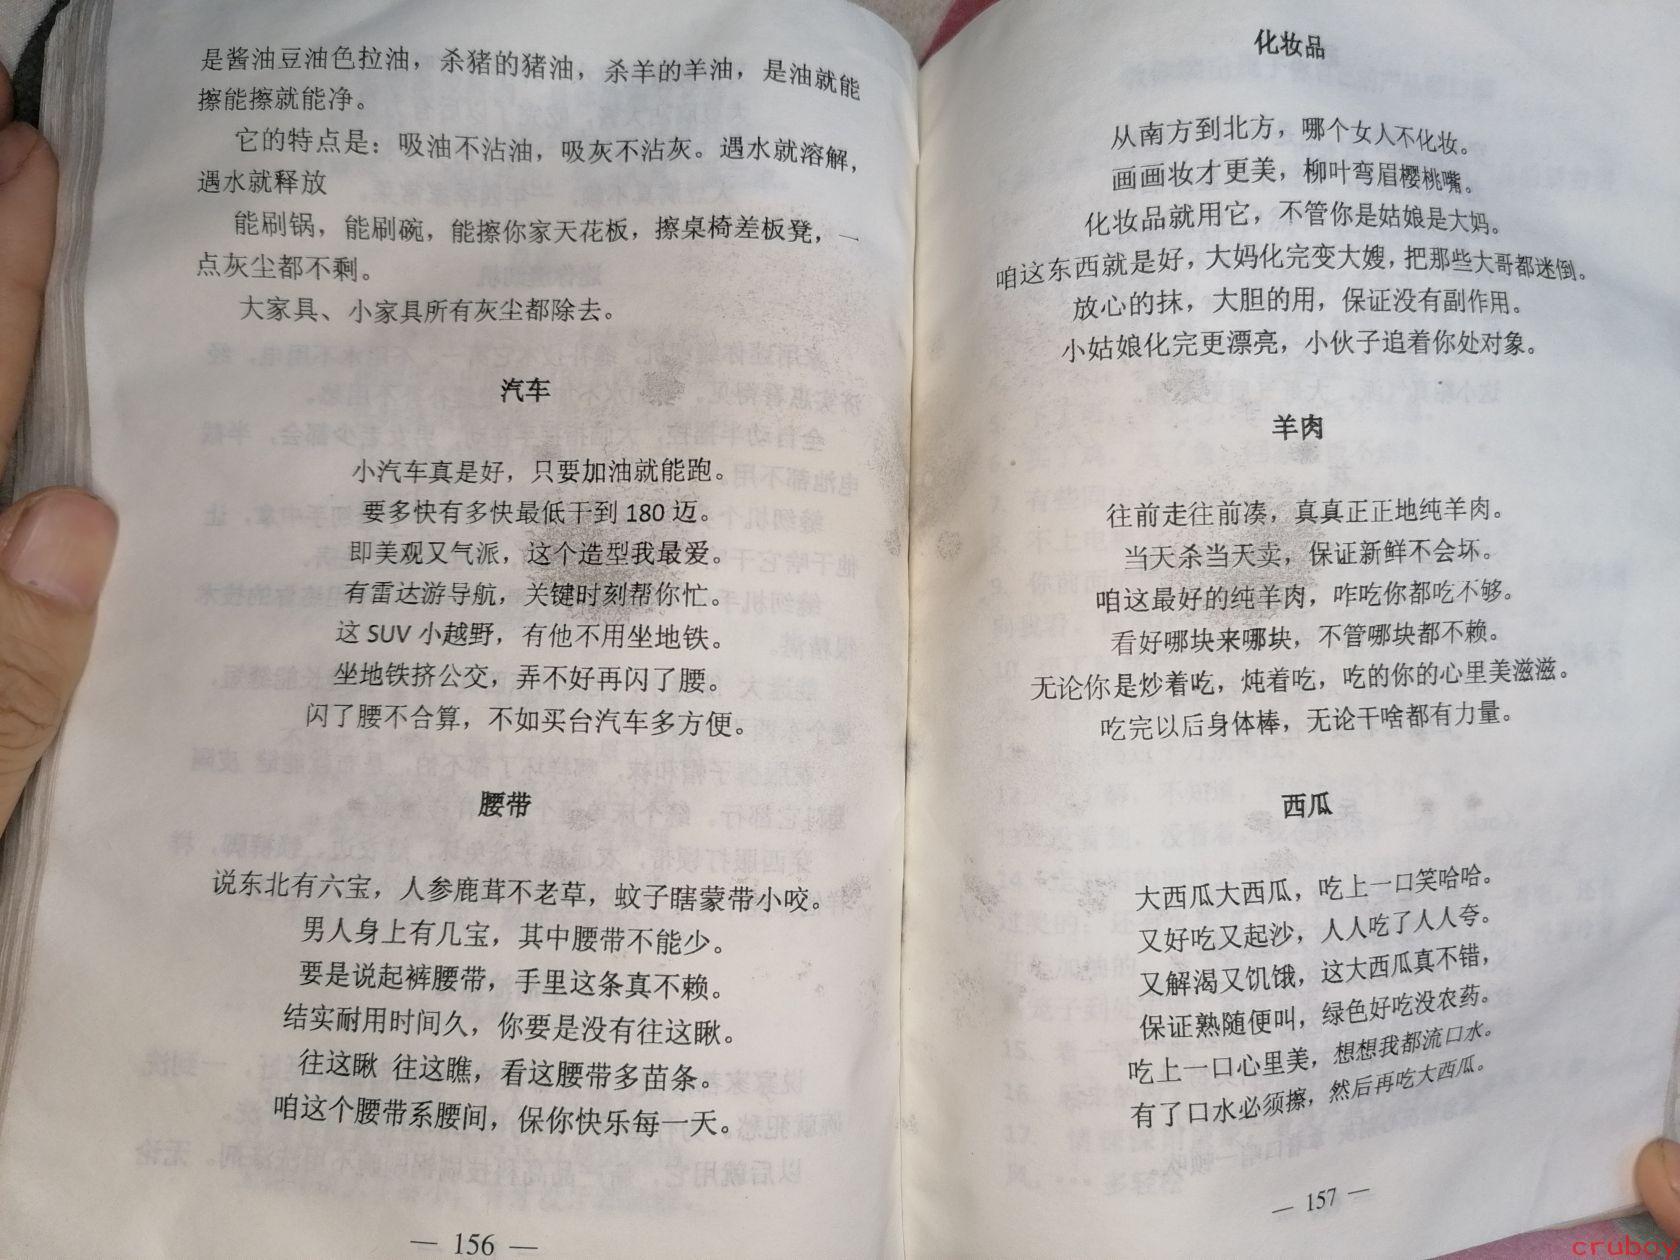 是酱油豆油色拉油，杀猪的猪油，杀羊的羊油，是油就能
擦能擦就能净。
它的特点是：吸油不沾油，吸灰不沾灰。遇水就溶解，
遇水就释放
能刷锅，能刷碗，能擦你家天花板，擦桌椅差板凳，一
点灰尘都不剩。
大家具、小家具所有灰尘都除去。
汽车
小汽车真是好，只要加油就能跑。
要多快有多快最低干到 180 迈。
即美观又气派，这个造型我最爱。
有雷达游导航，关键时刻帮你忙。
这 SUV 小越野，有他不用坐地铁。
坐地铁挤公交，弄不好再闪了腰。
闪了腰不合算，不如买台汽车多方便。
腰带
说东北有六宝，人参鹿茸不老草，蚊子瞎蒙带小咬。
男人身上有几宝，其中腰带不能少。
要是说起裤腰带，手里这条真不赖。
结实耐用时间久，你要是没有往这瞅。
往这瞅 往这瞧，看这腰带多苗条。
咱这个腰带系腰间，保你快乐每一天。
— 156 —
化妆品
从南方到北方，哪个女人不化妆。
画画妆才更美，柳叶弯眉樱桃嘴。
化妆品就用它，不管你是姑娘是大妈。
咱这东西就是好，大妈化完变大嫂，把那些大哥都迷倒。
放心的抹，大胆的用，保证没有副作用。
小姑娘化完更漂亮，小伙子追着你处对象。
羊肉
往前走往前凑，真真正正地纯羊肉。
当天杀当天卖，保证新鲜不会坏。
咱这最好的纯羊肉，咋吃你都吃不够。
看好哪块来哪块，不管哪块都不赖。
无论你是炒着吃，炖着吃，吃的你的心里美滋滋。
吃完以后身体棒，无论干啥都有力量。
西瓜
大西瓜大西瓜，吃上一口笑哈哈。
又好吃又起沙，人人吃了人人夸。
又解渴又饥饿，这大西瓜真不错，
保证熟随便叫，绿色好吃没农药。
吃上一口心里美，想想我都流口水。
有了口水必须擦，然后再吃大西瓜。
— 157 —
cruboy